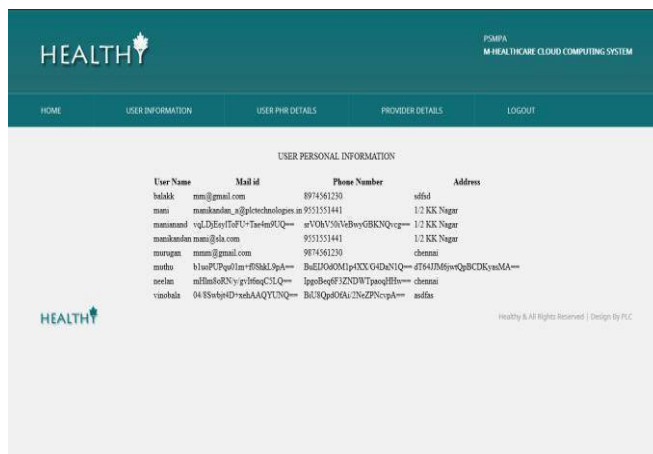 PSMPA
HEALTHY
M-HEALTHCARE CLOUD COMPUTING SYSTEM
HOME USER INFORMATION USER PHR DETAILS PROVIDER DETAILS LOGOUT
USER PERSONAL INFORMATION
User Name Mail id Phone Number Address
balakk mm@gmail.com 8974561230 sdfsd
mani manikandan_a@plctechnologies.in 9551551441 1/2 KK Nagar
manianand 1/2 KK Nagar
manikandan mani@sla.com 9551551441 1/2 KK Nagar
murugan mmm@gmail.com 9874561230 chennai
muthu
neelan chennai
vinobala asdfas
HEALTHY
Healthy & All Rights Reserved | Design By PLC